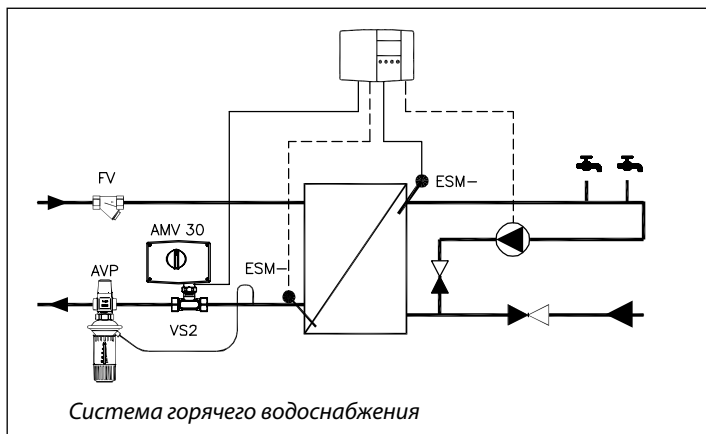 ESM-
FV
AMV 30
AVP
ESM-
VS2
Система горячего водоснабжения